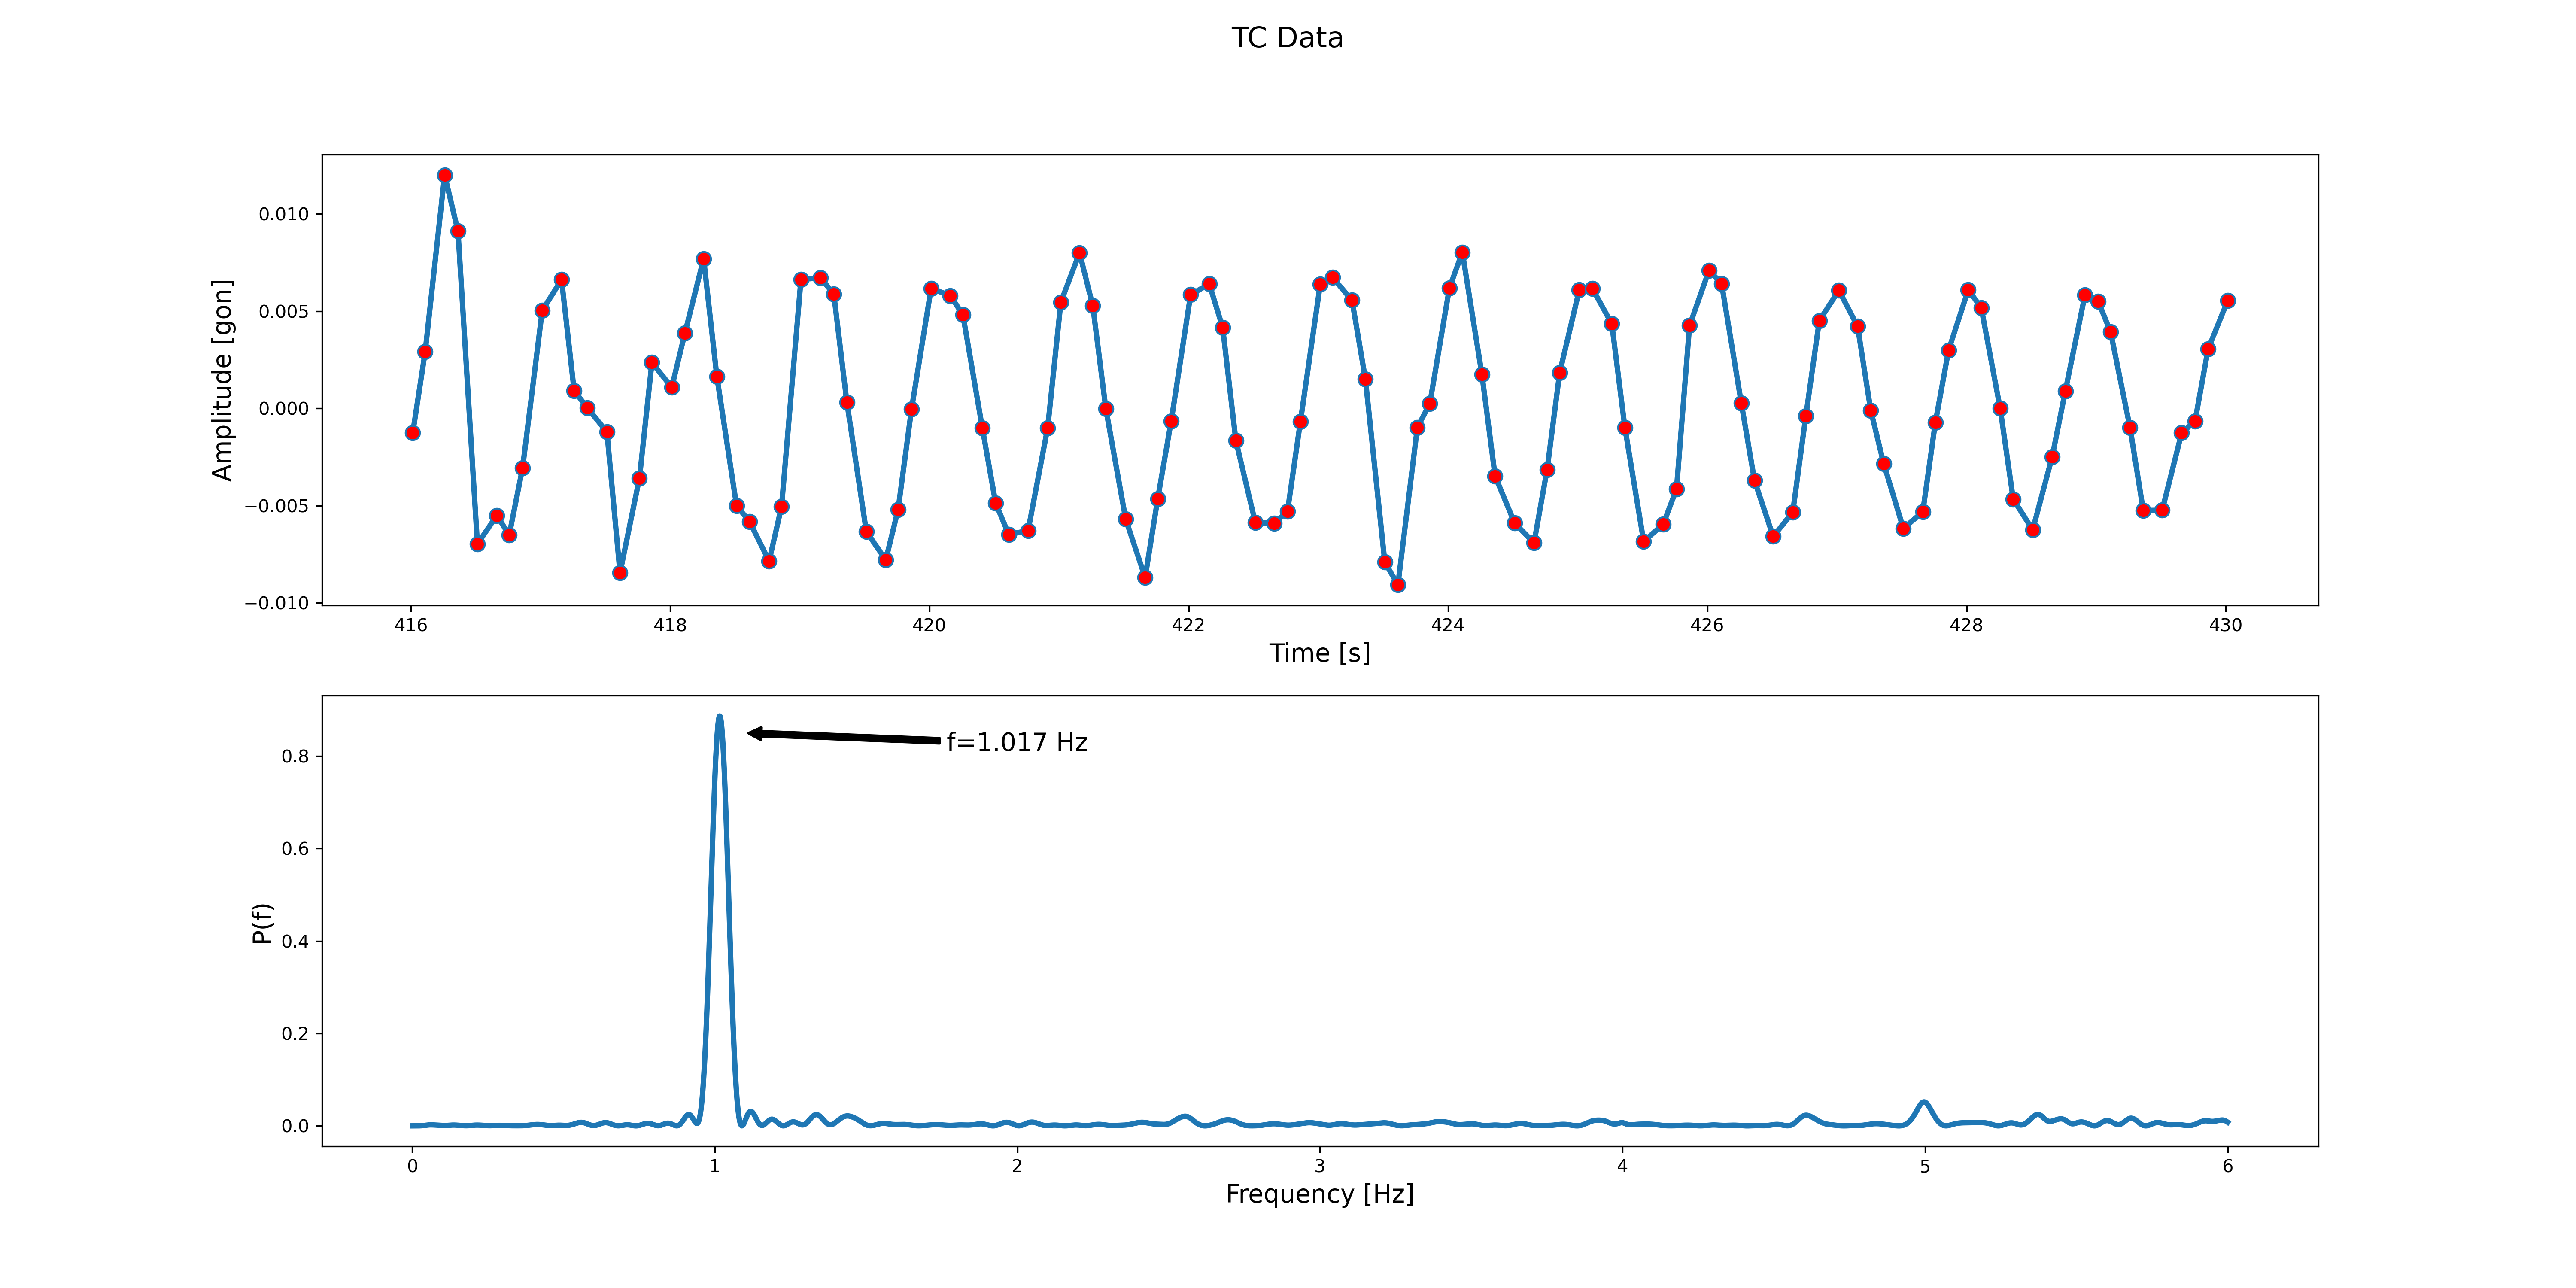 TC Data
Amplitude [gon]
0.010
0.005
0.000
−0.005
−0.010
416 418 420 422 424 426 428 430
Time [s]
P(f)
0.8
0.6
0.4
0.2
0.0
f=1.017 Hz
0 1 2 3 4 5 6
Frequency [Hz]